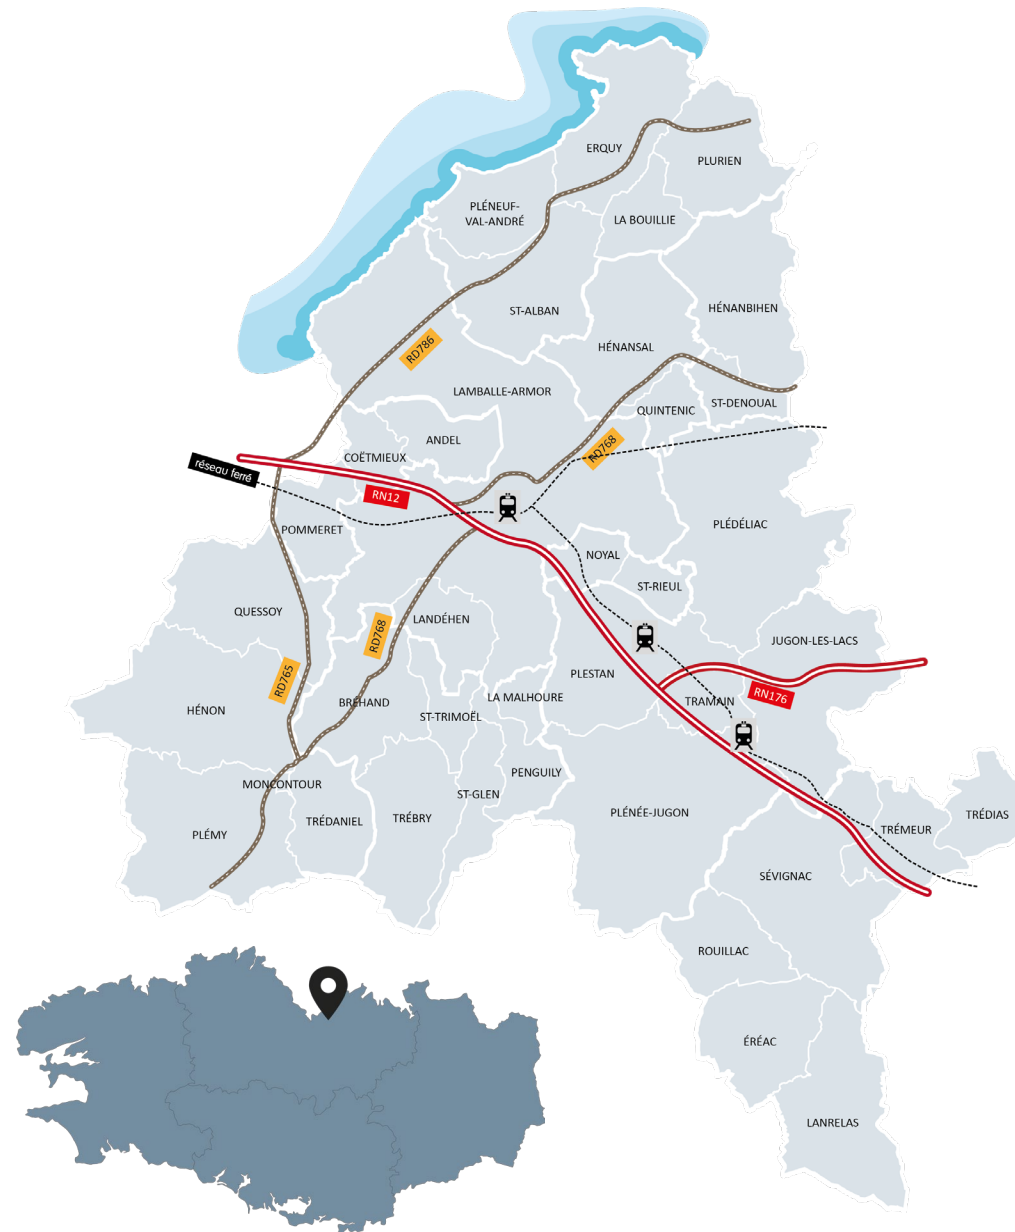 ERQUY
PLURIEN
PLÉNEUF-
VAL-ANDRÉ
LA BOUILLIE
ST-ALBAN
HÉNANBIHEN
RD786
HÉNANSAL
LAMBALLE-ARMOR
ST-DENOUAL
QUINTENIC
ANDEL
RD768
COËTMIEUX
réseau ferré
RN12
POMMERET
PLÉDÉLIAC
NOYAL
ST-RIEUL
QUESSOY
RD768
LANDÉHEN
JUGON-LES-LACS
RD765
PLESTAN
HÉNON
BRÉHAND
LA MALHOURE
TRAMAIN
RN176
ST-TRIMOËL
MONCONTOUR
PENGUILY
ST-GLEN
PLÉMY
TRÉDANIEL
TRÉBRY
PLÉNÉE-JUGON
TRÉMEUR
TRÉDIAS
SÉVIGNAC
ROUILLAC
ÉRÉAC
LANRELAS